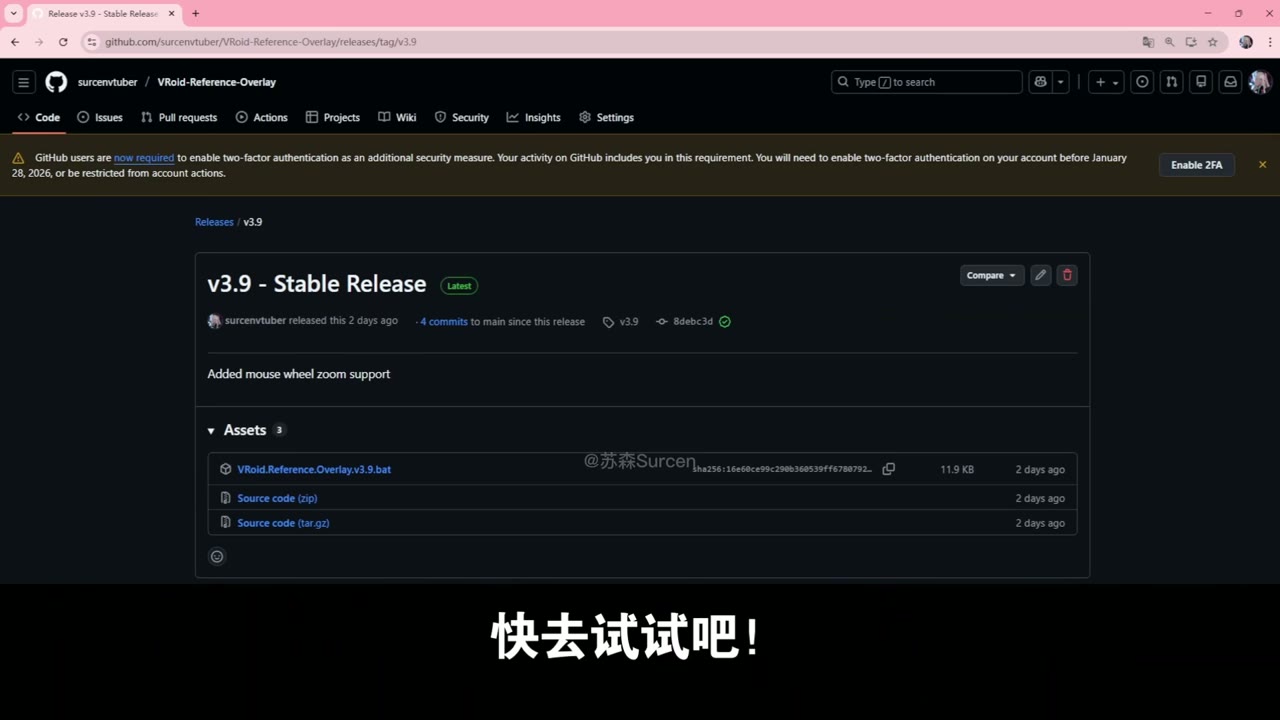 Release v3.9 - Stable Release
github.com/surcenvtuber/VRoid-Reference-Overlay/releases/tag/v3.9
surcenvtuber / VRoid-Reference-Overlay
Type / to search
Code
Issues
Pull requests
Actions
Projects
Wiki
Security
Insights
Settings
GitHub users are now required to enable two-factor authentication as an additional security measure. Your activity on GitHub includes you in this requirement. You will need to enable two-factor authentication on your account before January
28, 2026, or be restricted from account actions.
Enable 2FA
Releases / v3.9
v3.9 - Stable Release
Latest
Compare
surcenvtuber released this 2 days ago
· 4 commits to main since this release
v3.9
8debc3d
Added mouse wheel zoom support
Assets 3
@苏森Surcen
VRoid.Reference.Overlay.v3.9.bat
sha256:16e60ce99c290b360539ff6780792…
11.9 KB
2 days ago
Source code (zip)
2 days ago
Source code (tar.gz)
2 days ago
快去试试吧！